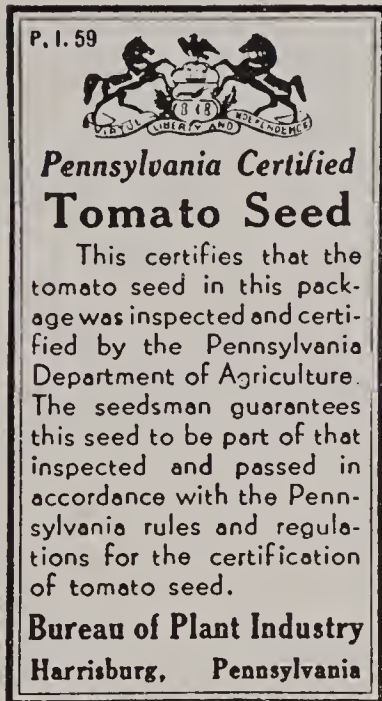 P. I. 59
VIRTUE LIBERTY AND INDEPENDENCE
Pennsylvania Certified
Tomato Seed
This certifies that the
tomato seed in this pack-
age was inspected and certi-
fied by the Pennsylvania
Department of Agriculture.
The seedsman guarantees
this seed to be part of that
inspected and passed in
accordance with the Penn-
sylvania rules and regula-
tions for the certification
of tomato seed.
Bureau of Plant Industry
Harrisburg, Pennsylvania